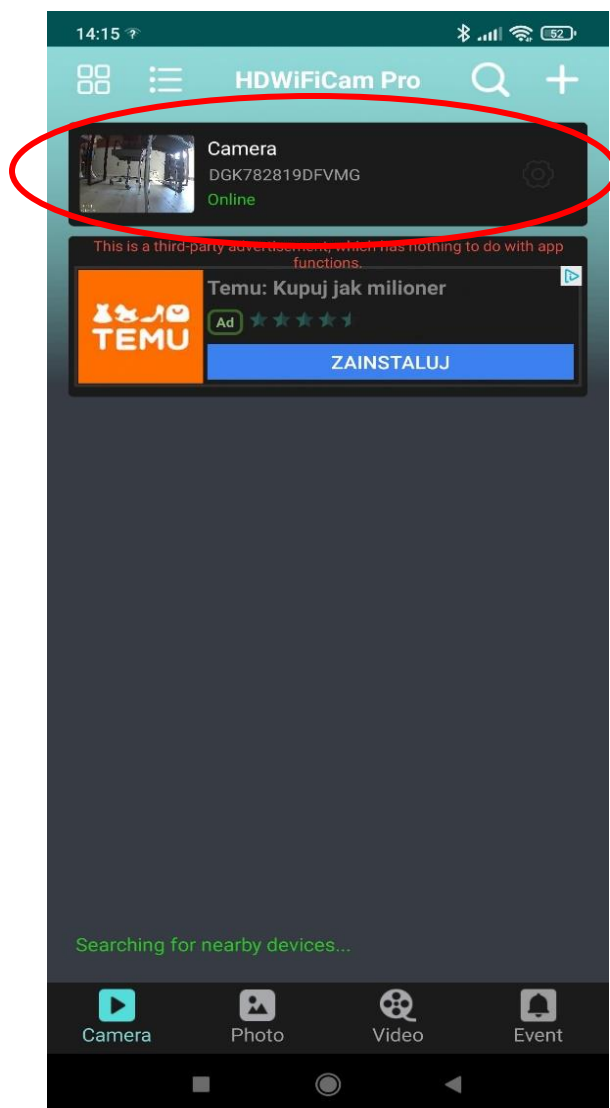 14:15
52
HDWiFiCam Pro
Camera
DGK782819DFVMG
Online
This is a third-party advertisement, which has nothing to do with app
functions.
Temu: Kupuj jak milioner
Ad
TEMU
ZAINSTALUJ
Searching for nearby devices...
Camera Photo Video Event